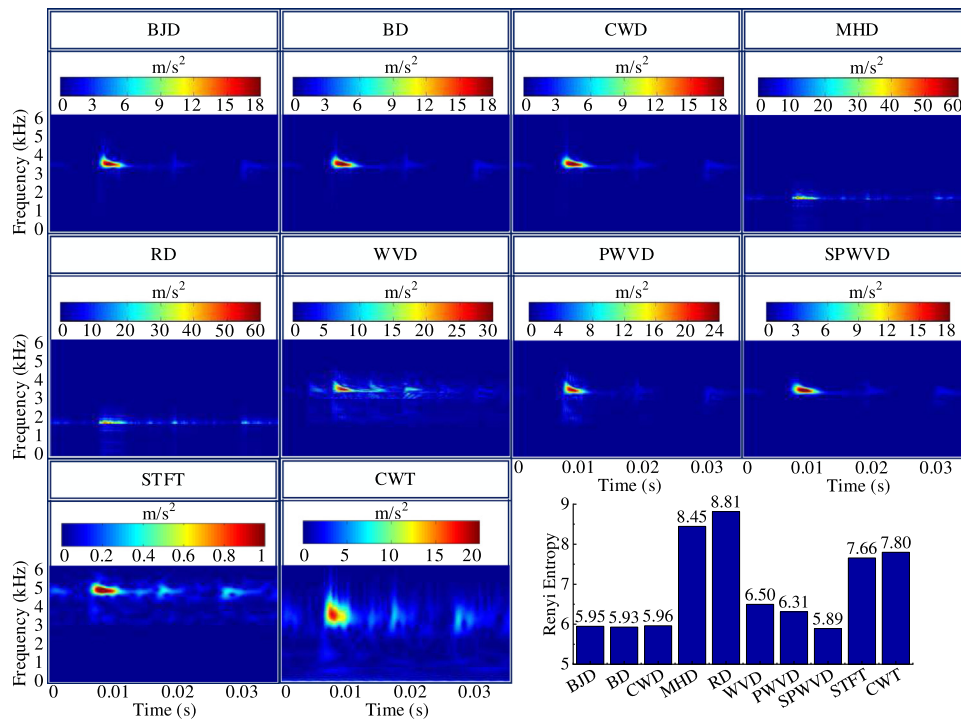 BJD BD CWD MHD
m/s² m/s² m/s² m/s²
0 3 6 9 12 15 18 0 3 6 9 12 15 18 0 3 6 9 12 15 18 0 10 20 30 40 50 60
Frequency (kHz)
6
5
4
3
2
1
0
RD WVD PWVD SPWVD
m/s² m/s² m/s² m/s²
0 10 20 30 40 50 60 0 5 10 15 20 25 30 0 4 8 12 16 20 24 0 3 6 9 12 15 18
Frequency (kHz)
6
5
4
3
2
1
0
0 0.01 0.02 0.03 0 0.01 0.02 0.03
Time (s) Time (s)
STFT CWT
m/s² m/s²
0 0.2 0.4 0.6 0.8 1 0 5 10 15 20
Frequency (kHz)
6
5
4
3
2
1
0
0 0.01 0.02 0.03 0 0.01 0.02 0.03
Time (s) Time (s)
Renyi Entropy
9
8
7
6
5
5.95 5.93 5.96 8.45 8.81 6.50 6.31 5.89 7.66 7.80
BJD BD CWD MHD RD WVD PWVD SPWVD STFT CWT